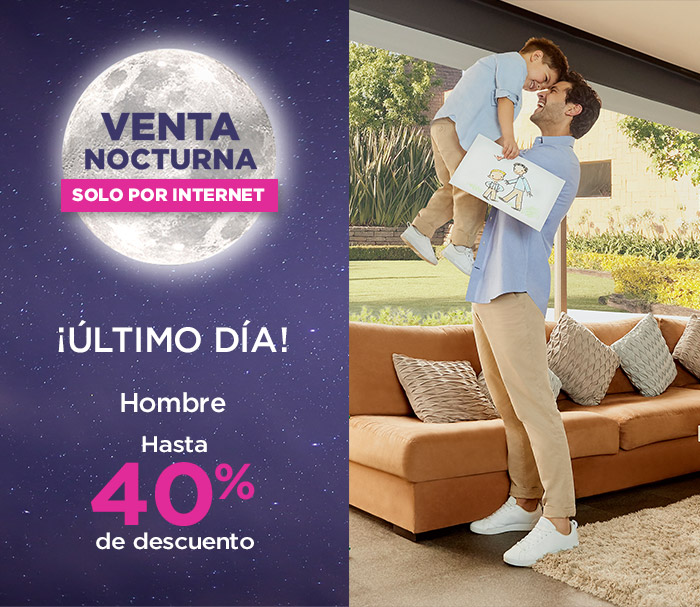 VENTA
NOCTURNA
SOLO POR INTERNET
¡ÚLTIMO DÍA!
Hombre
Hasta
40%
de descuento